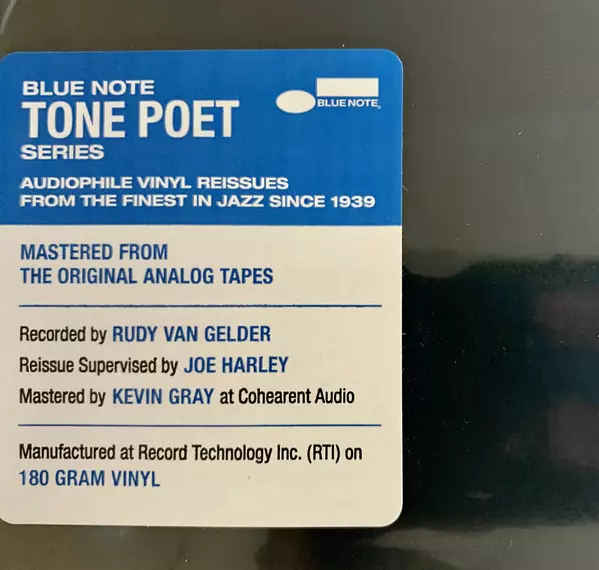 BLUE NOTE
TONE POET
SERIES
BLUE NOTE
AUDIOPHILE VINYL REISSUES
FROM THE FINEST IN JAZZ SINCE 1939
MASTERED FROM
THE ORIGINAL ANALOG TAPES
Recorded by RUDY VAN GELDER
Reissue Supervised by JOE HARLEY
Mastered by KEVIN GRAY at Cohearent Audio
Manufactured at Record Technology Inc. (RTI) on
180 GRAM VINYL